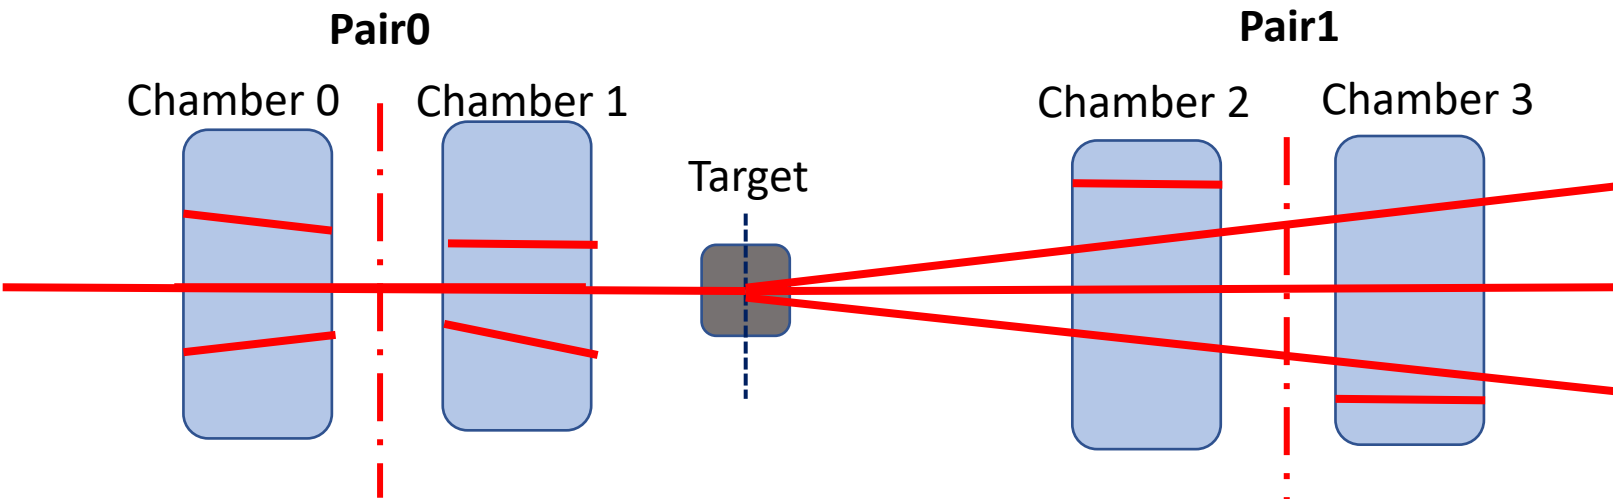 Pair0
Pair1
Chamber 0
Chamber 1
Chamber 2
Chamber 3
Target